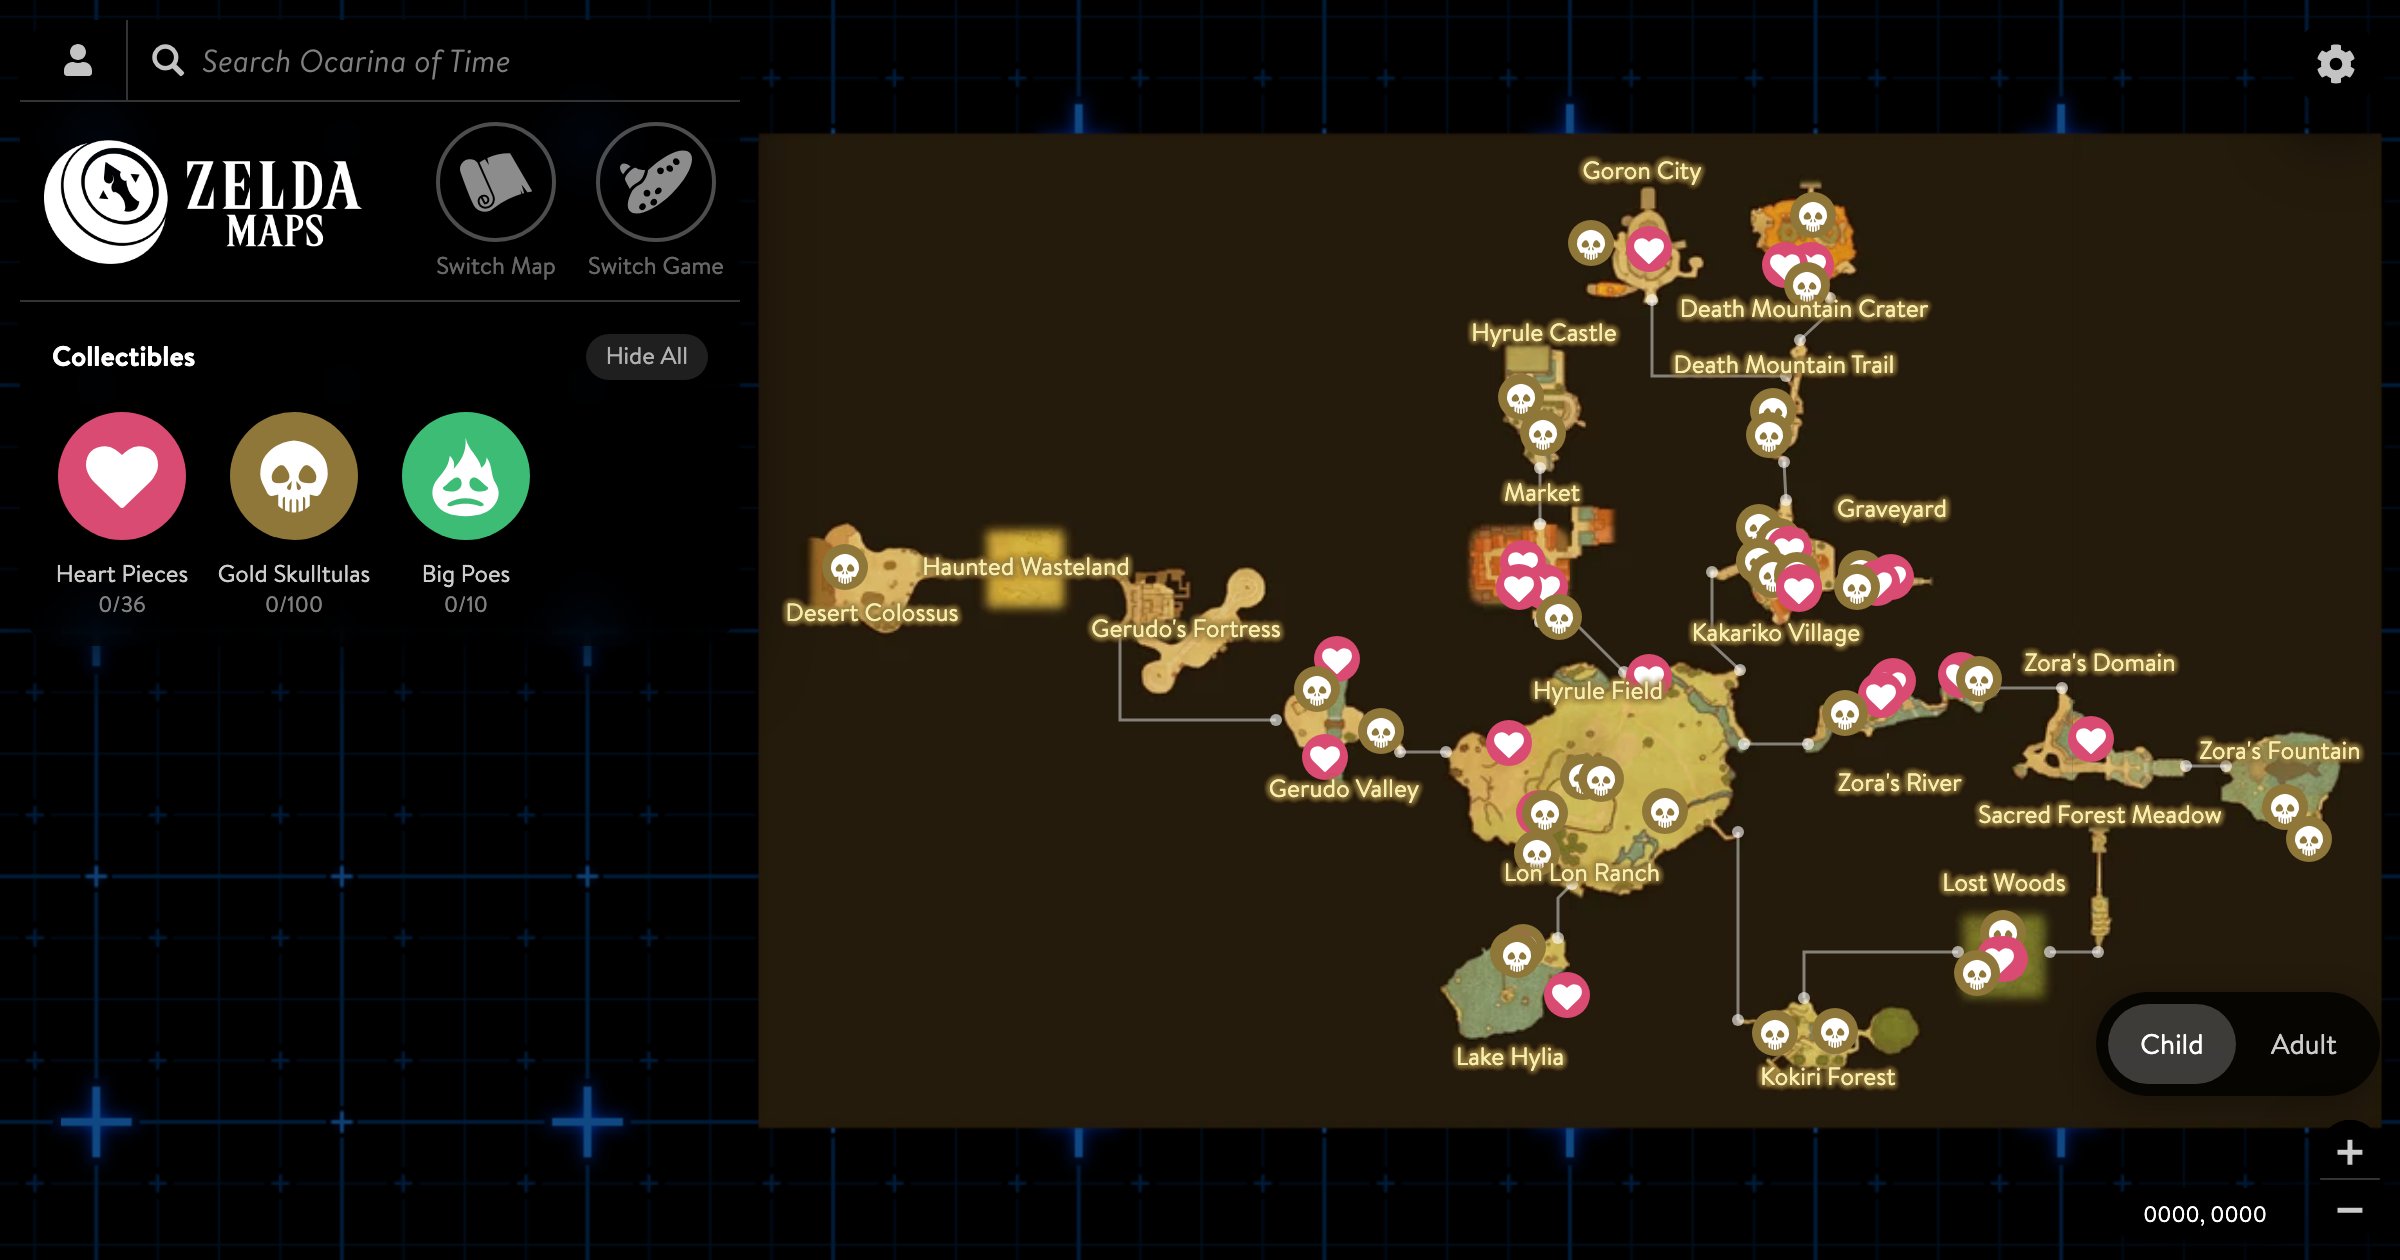 Search Ocarina of Time
ZELDA
MAPS
Switch Map
Switch Game
Collectibles
Hide All
Heart Pieces
0/36
Gold Skulltulas
0/100
Big Poes
0/10
Goron City
Death Mountain Crater
Hyrule Castle
Death Mountain Trail
Market
Graveyard
Haunted Wasteland
Desert Colossus
Gerudo's Fortress
Kakariko Village
Zora's Domain
Hyrule Field
Zora's Fountain
Gerudo Valley
Zora's River
Sacred Forest Meadow
Lon Lon Ranch
Lost Woods
Lake Hylia
Kokiri Forest
Child
Adult
0000, 0000